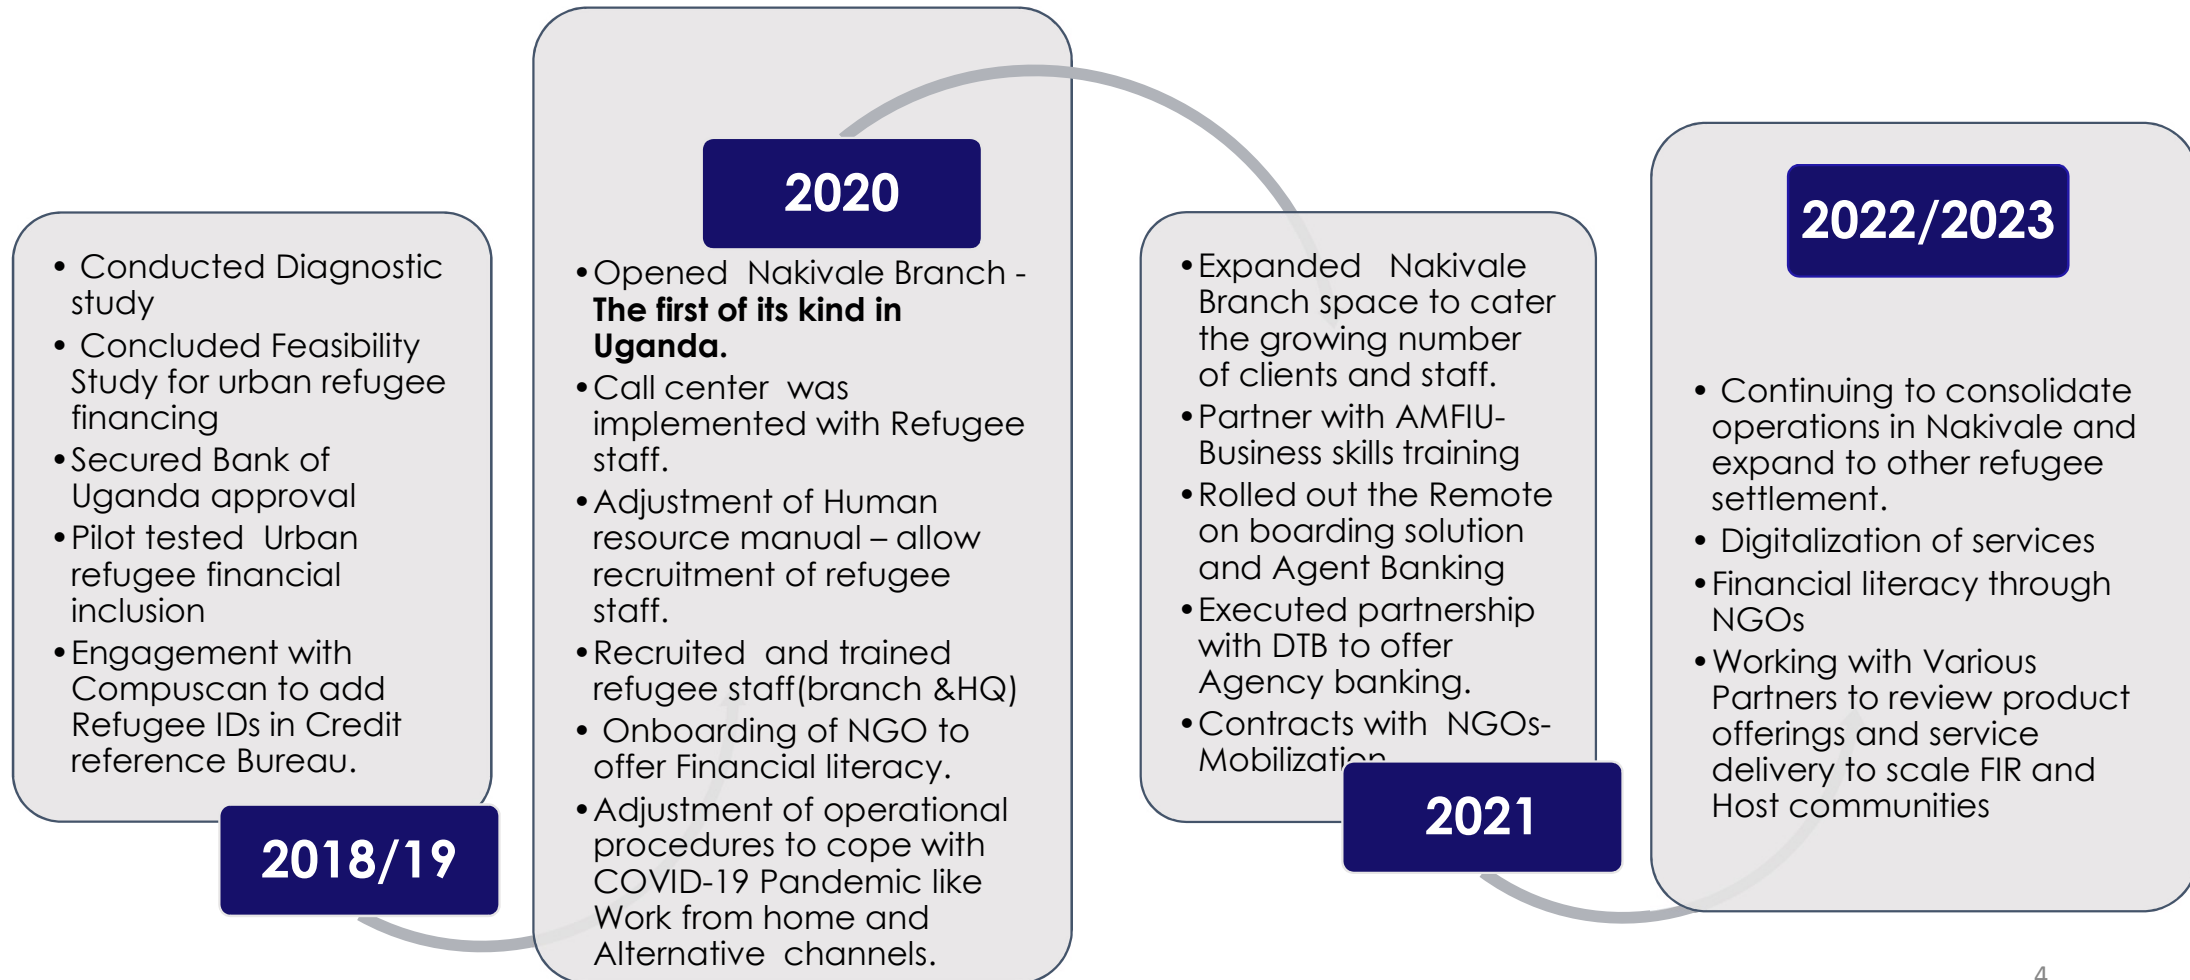 • Conducted Diagnostic
study
• Concluded Feasibility
Study for urban refugee
financing
• Secured Bank of
Uganda approval
• Pilot tested Urban
refugee financial
inclusion
• Engagement with
Compuscan to add
Refugee IDs in Credit
reference Bureau.
2018/19
2020
• Opened Nakivale Branch -
The first of its kind in
Uganda.
• Call center was
implemented with Refugee
staff.
• Adjustment of Human
resource manual – allow
recruitment of refugee
staff.
• Recruited and trained
refugee staff(branch &HQ)
• Onboarding of NGO to
offer Financial literacy.
• Adjustment of operational
procedures to cope with
COVID-19 Pandemic like
Work from home and
Alternative channels.
• Expanded Nakivale
Branch space to cater
the growing number
of clients and staff.
• Partner with AMFIU-
Business skills training
• Rolled out the Remote
on boarding solution
and Agent Banking
• Executed partnership
with DTB to offer
Agency banking.
• Contracts with NGOs-
Mobilization
2021
2022/2023
• Continuing to consolidate
operations in Nakivale and
expand to other refugee
settlement.
• Digitalization of services
• Financial literacy through
NGOs
• Working with Various
Partners to review product
offerings and service
delivery to scale FIR and
Host communities
4